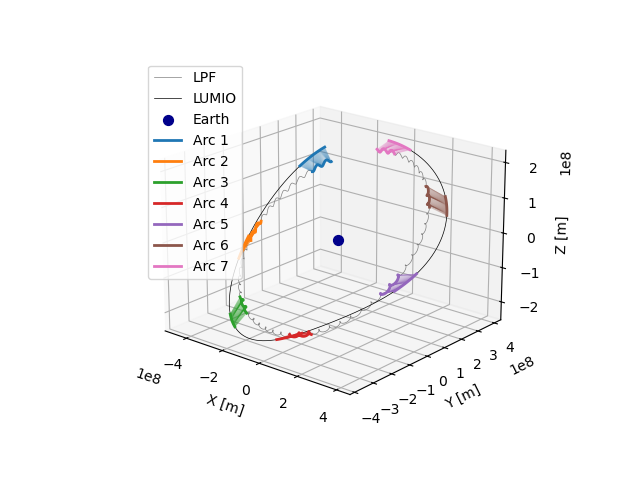 LPF
LUMIO
Earth
Arc 1
Arc 2
Arc 3
Arc 4
Arc 5
Arc 6
Arc 7
1e8
2
1
0
−1
−2
Z [m]
−4
−2
0
2
4
1e8
X [m]
−4
−3
−2
−1
0
1
2
3
4
1e8
Y [m]